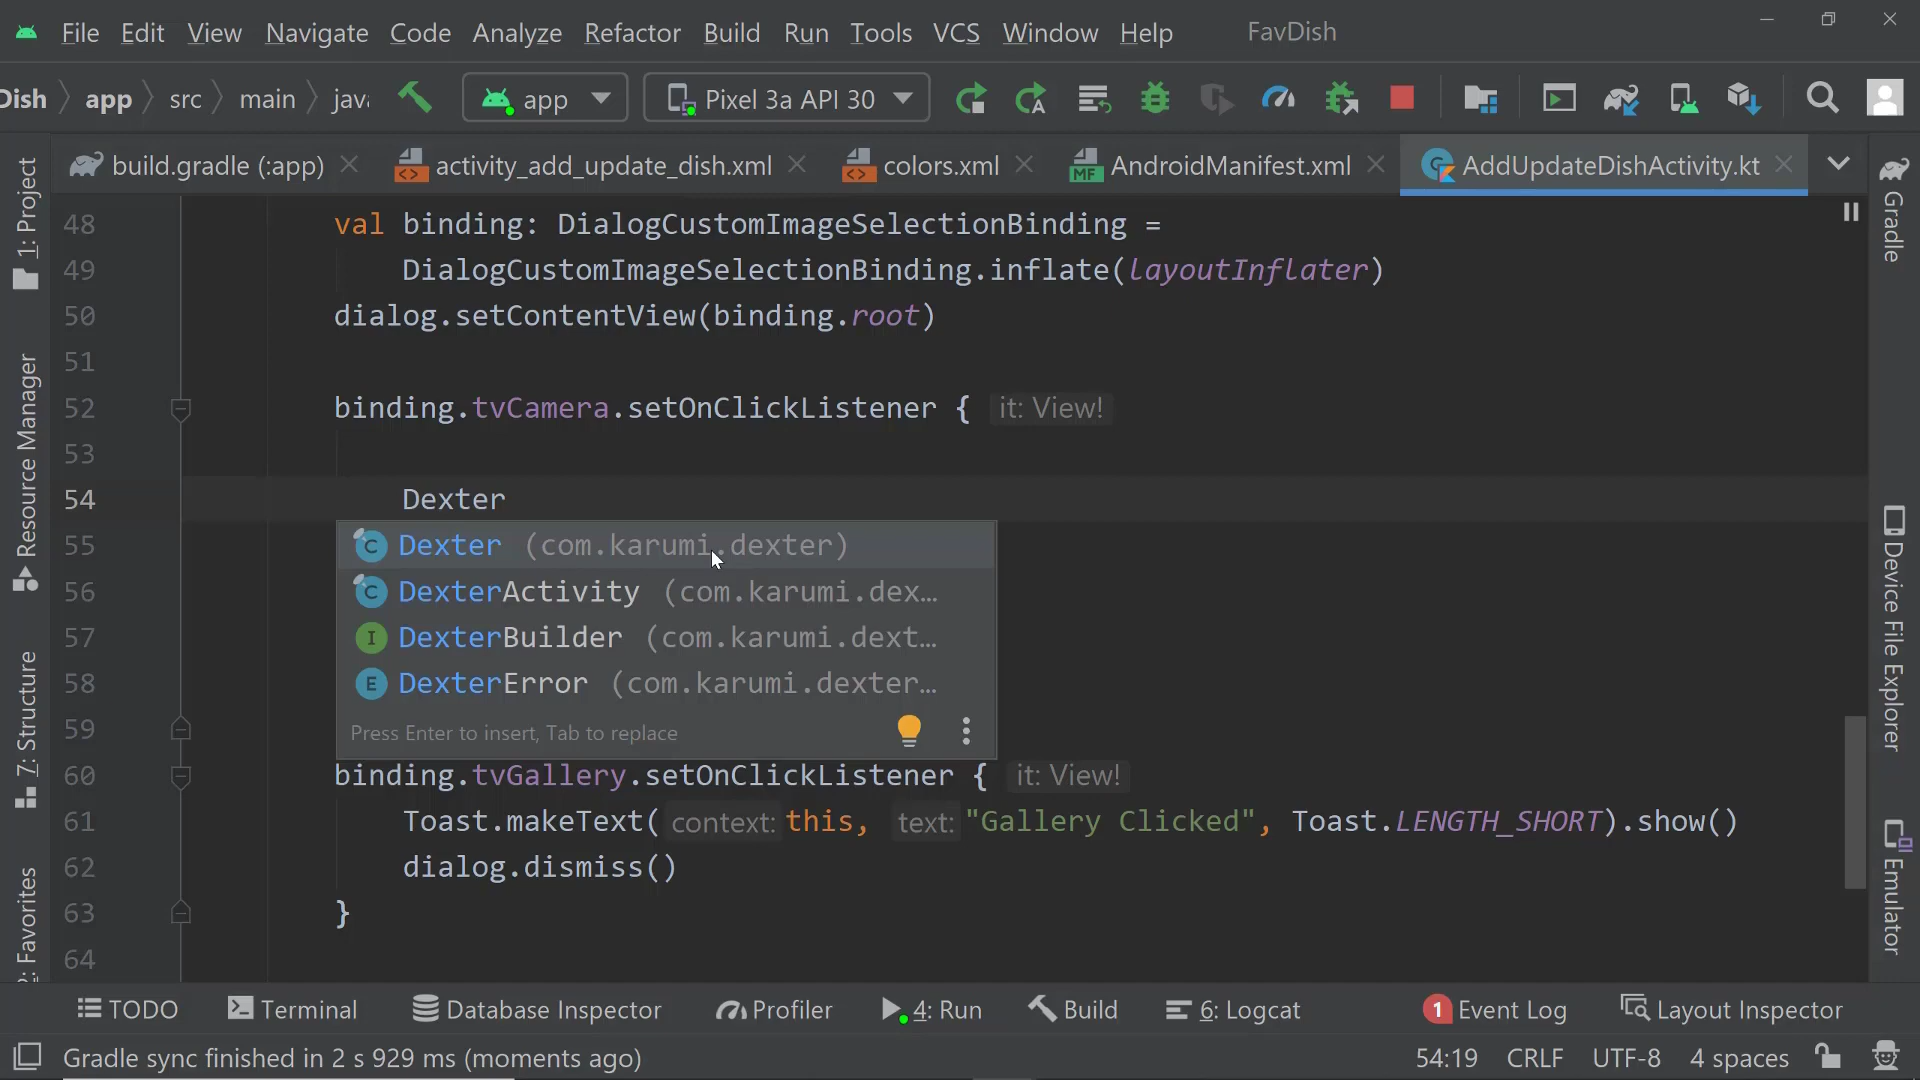 File Edit View Navigate Code Analyze Refactor Build Run Tools VCS Window Help FavDish
Dish app src main java app Pixel 3a API 30
build.gradle (:app) activity_add_update_dish.xml colors.xml AndroidManifest.xml AddUpdateDishActivity.kt
1: Project
Resource Manager
7: Structure
2: Favorites
48 val binding: DialogCustomImageSelectionBinding =
49 DialogCustomImageSelectionBinding.inflate(layoutInflater)
50 dialog.setContentView(binding.root)
51
52 binding.tvCamera.setOnClickListener { it: View!
53
54 Dexter
55 Dexter (com.karumi.dexter)
56 DexterActivity (com.karumi.dex...
57 DexterBuilder (com.karumi.dext...
58 DexterError (com.karumi.dexter...
59 Press Enter to insert, Tab to replace
60 binding.tvGallery.setOnClickListener { it: View!
61 Toast.makeText( context: this, text: "Gallery Clicked", Toast.LENGTH_SHORT).show()
62 dialog.dismiss()
63 }
64
Gradle
Device File Explorer
Emulator
TODO Terminal Database Inspector Profiler 4: Run Build 6: Logcat 1 Event Log Layout Inspector
Gradle sync finished in 2 s 929 ms (moments ago) 54:19 CRLF UTF-8 4 spaces